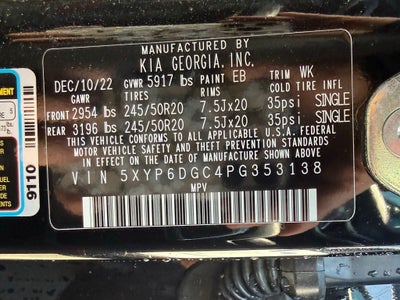 MANUFACTURED BY
KIA GEORGIA, INC.
DEC/10/22 GVWR 5917 lbs PAINT EB TRIM WK
GAWR TIRES RIMS COLD TIRE INFL
FRONT 2954 lbs 245/50R20 7.5Jx20 35psi SINGLE
REAR 3196 lbs 245/50R20 7.5Jx20 35psi SINGLE
THIS VEHICLE CONFORMS TO ALL APPLICABLE U.S.A. FEDERAL
MOTOR VEHICLE SAFETY AND THEFT PREVENTION STANDARDS
IN EFFECT ON THE DATE OF MANUFACTURE SHOWN ABOVE
VIN 5XYP6DGC4PG353138
MPV
9110